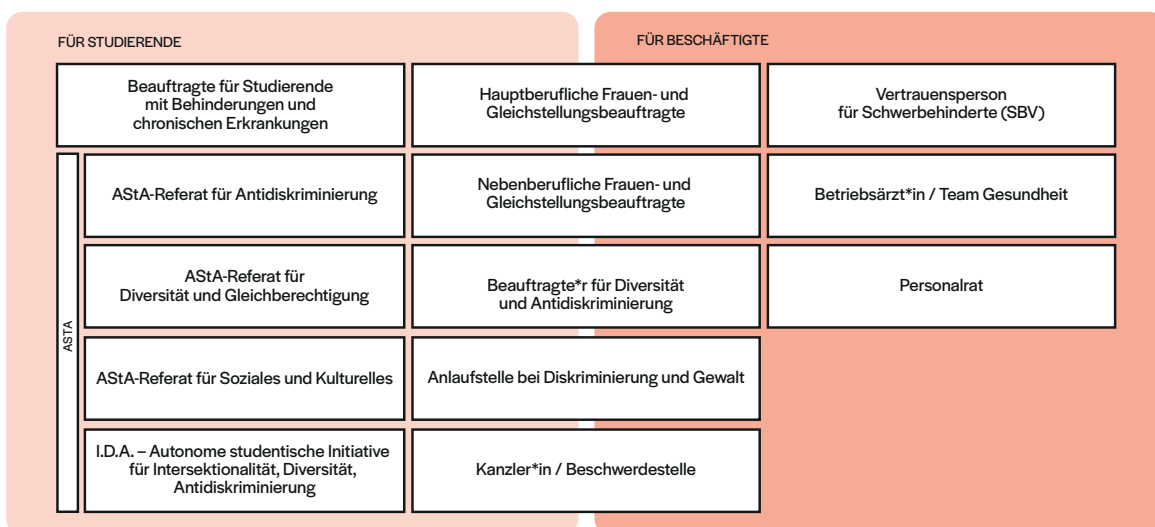 FÜR STUDIERENDE
FÜR BESCHÄFTIGTE
Beauftragte für Studierende
mit Behinderungen und
chronischen Erkrankungen
Hauptberufliche Frauen- und
Gleichstellungsbeauftragte
Vertrauensperson
für Schwerbehinderte (SBV)
ASTA
AStA-Referat für Antidiskriminierung
Nebenberufliche Frauen- und
Gleichstellungsbeauftragte
Betriebsärzt*in / Team Gesundheit
AStA-Referat für
Diversität und Gleichberechtigung
Beauftragte*r für Diversität
und Antidiskriminierung
Personalrat
AStA-Referat für Soziales und Kulturelles
Anlaufstelle bei Diskriminierung und Gewalt
I.D.A. – Autonome studentische Initiative
für Intersektionalität, Diversität,
Antidiskriminierung
Kanzler*in / Beschwerdestelle